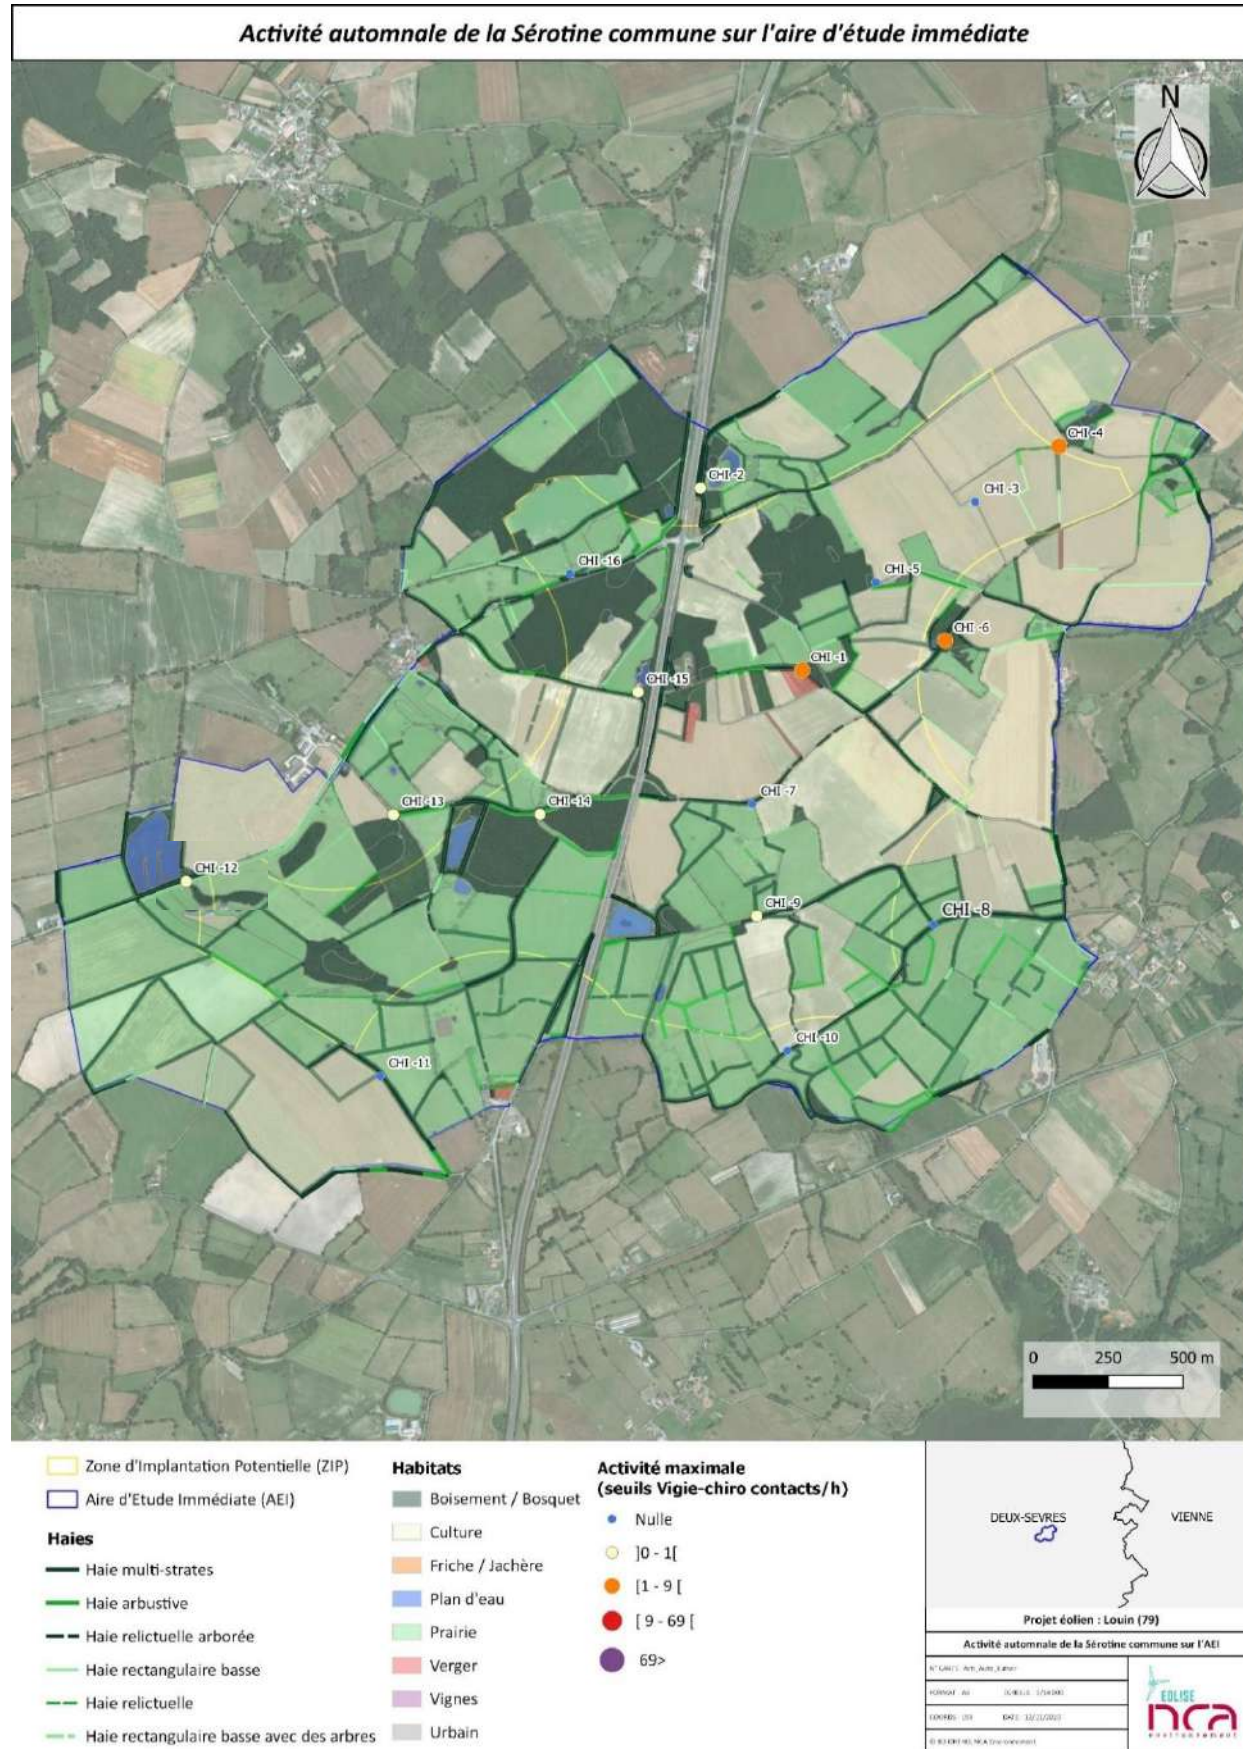 Activité automnale de la Sérotine commune sur l'aire d'étude immédiate
N
CHI -4
CHI -2
CHI -3
CHI -16
CHI -5
CHI -6
CHI -1
CHI -15
CHI -7
CHI -13
CHI -14
CHI -12
CHI -9
CHI -8
CHI -10
CHI -11
0 250 500 m
Zone d'Implantation Potentielle (ZIP)
Aire d'Etude Immédiate (AEI)
Haies
Haie multi-strates
Haie arbustive
Haie relictuelle arborée
Haie rectangulaire basse
Haie relictuelle
Haie rectangulaire basse avec des arbres
Habitats
Boisement / Bosquet
Culture
Friche / Jachère
Plan d'eau
Prairie
Verger
Vignes
Urbain
Activité maximale
(seuils Vigie-chiro contacts/h)
Nulle
]0 - 1[
[1 - 9 [
[ 9 - 69 [
69>
DEUX-SEVRES
VIENNE
Projet éolien : Louin (79)
Activité automnale de la Sérotine commune sur l'AEI
EOLISE
nca
environnement